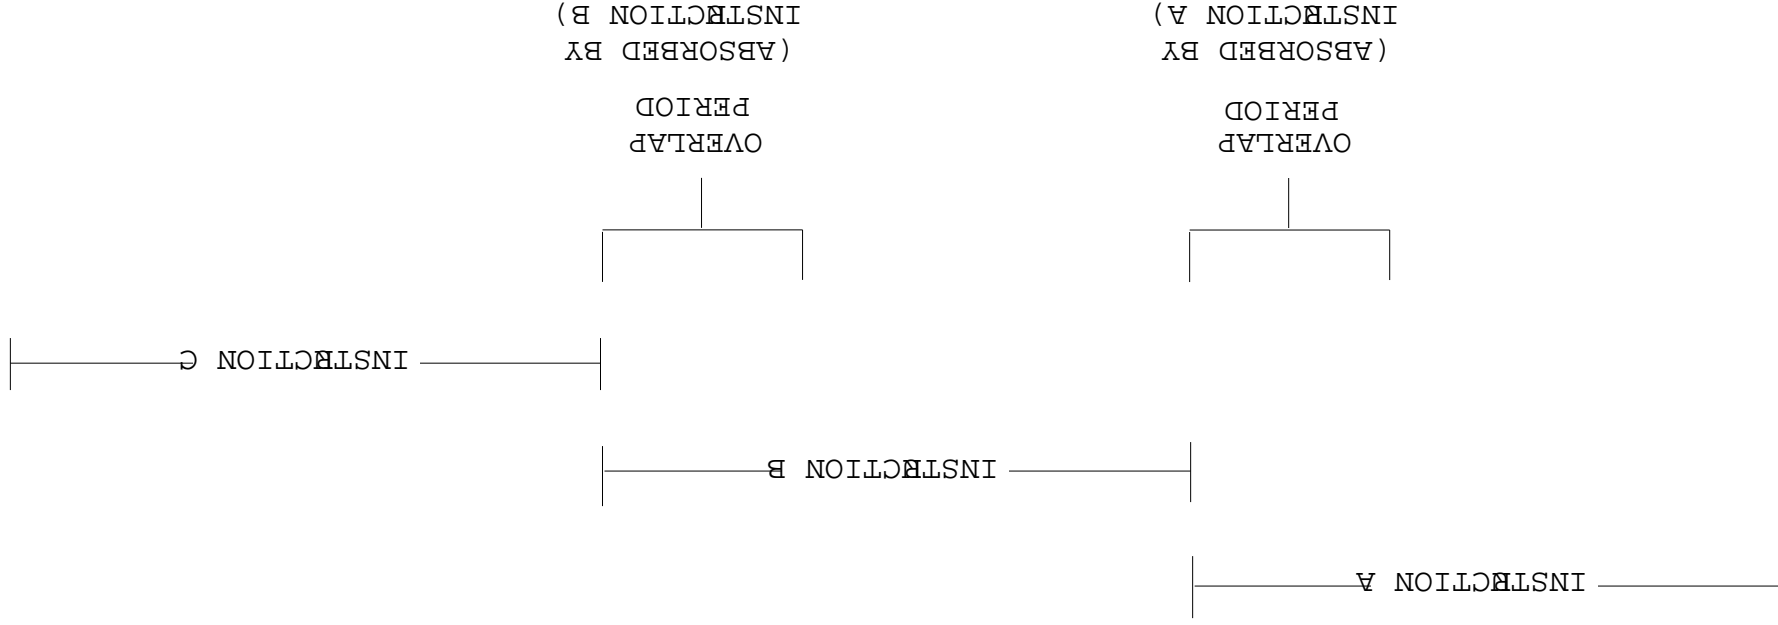 INSTRUCTION A
INSTRUCTION B
INSTRUCTION C
OVERLAP
PERIOD
(ABSORBED BY
INSTRUCTION A)
OVERLAP
PERIOD
(ABSORBED BY
INSTRUCTION B)